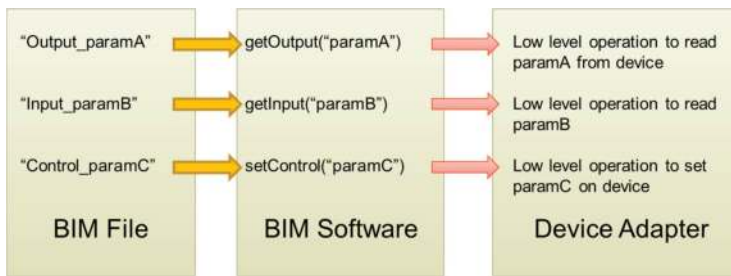 “Output_paramA”
getOutput(“paramA”)
Low level operation to read
paramA from device
“Input_paramB”
getInput(“paramB”)
Low level operation to read
paramB
“Control_paramC”
setControl(“paramC”)
Low level operation to set
paramC on device
BIM File
BIM Software
Device Adapter